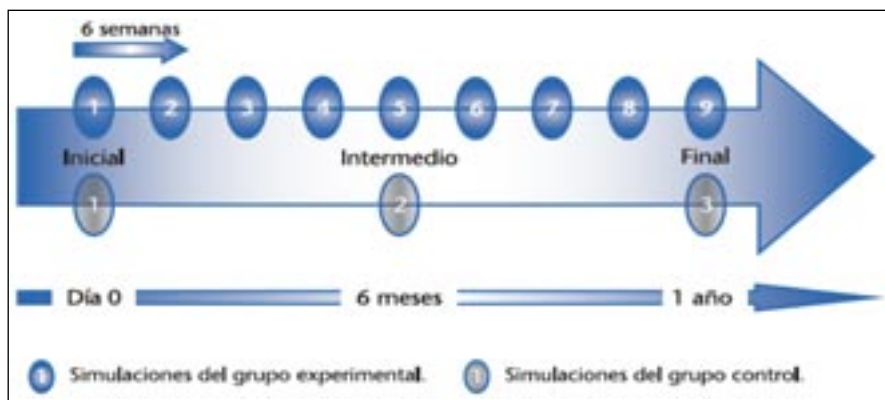 6 semanas
1 2 3 4 5 6 7 8 9
Inicial Intermedio Final
1 2 3
Día 0 6 meses 1 año
1 Simulaciones del grupo experimental. 1 Simulaciones del grupo control.